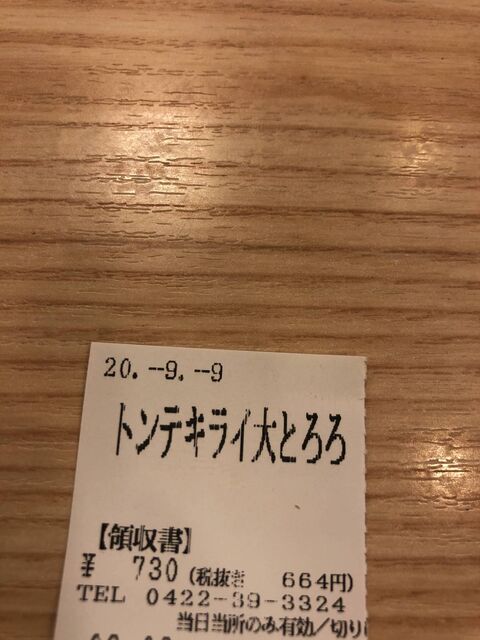 20.--9.--9
トンテキライ大とろろ
【領収書】
¥ 730 (税抜き 664円)
TEL 0422-39-3324
当日当所のみ有効/切り